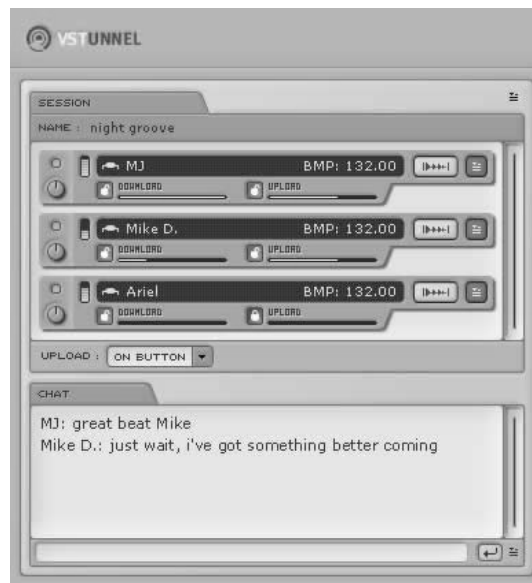 VSTUNNEL
SESSION
NAME : night groove
MJ BMP: 132.00
DOWNLOAD UPLOAD
Mike D. BMP: 132.00
DOWNLOAD UPLOAD
Ariel BMP: 132.00
DOWNLOAD UPLOAD
UPLOAD : ON BUTTON
CHAT
MJ: great beat Mike
Mike D.: just wait, i've got something better coming